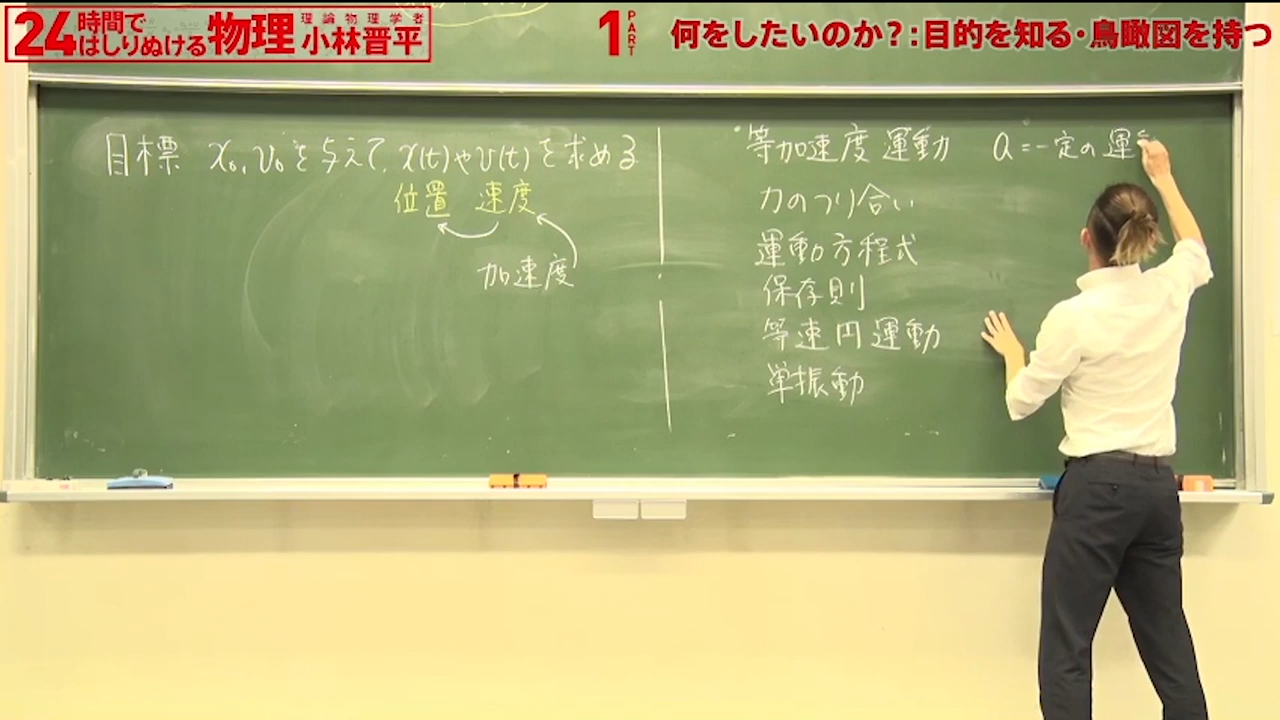 24時間ではしりぬける物理
理論物理学者
小林晋平
1 PART
何をしたいのか?:目的を知る・鳥瞰図を持つ
目標 x₀, v₀ を与えて, x(t)やv(t)を求める
位置 速度
加速度
・等加速度運動 a=一定の運
力のつり合い
運動方程式
保存則
等速円運動
単振動